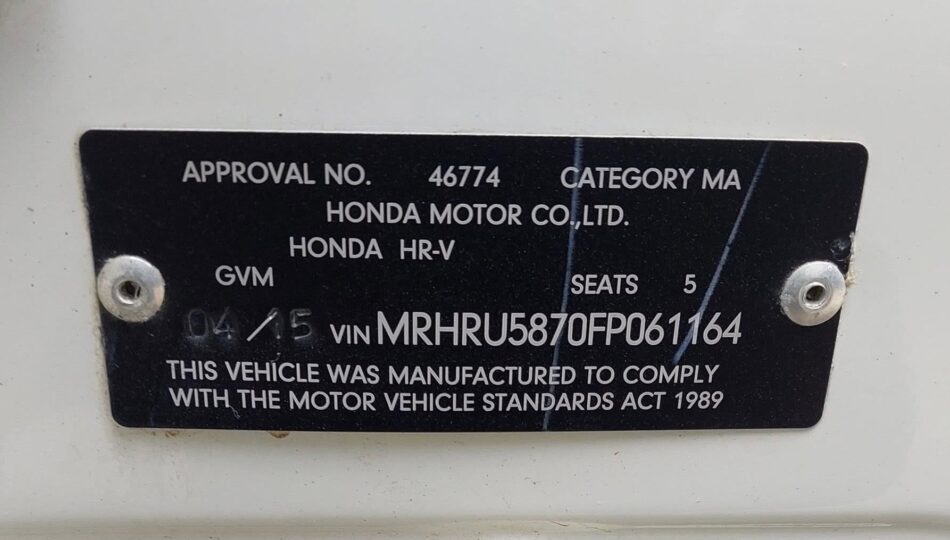 APPROVAL NO. 46774 CATEGORY MA
HONDA MOTOR CO.,LTD.
HONDA HR-V
GVM SEATS 5
04/15 VIN MRHRU5870FP061164
THIS VEHICLE WAS MANUFACTURED TO COMPLY
WITH THE MOTOR VEHICLE STANDARDS ACT 1989